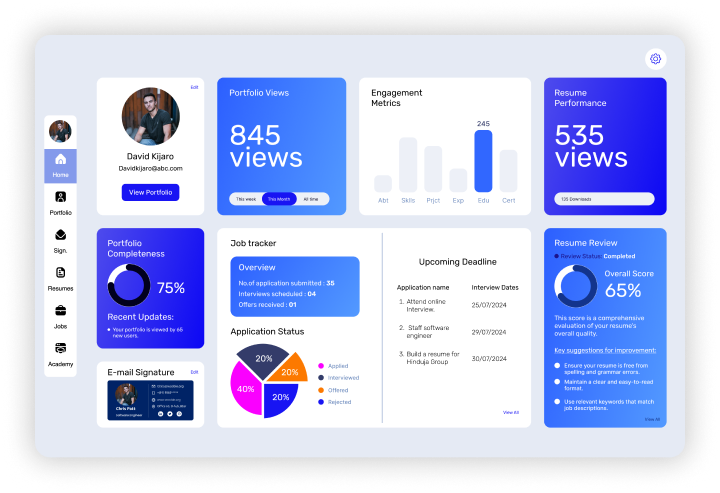 Home
Portfolio
Sign.
Resumes
Jobs
Academy
Edit
David Kijaro
Davidkijaro@abc.com
View Portfolio
Portfolio Views
845
views
This week
This Month
All time
Engagement
Metrics
245
Abt
Sklls
Prjct
Exp
Edu
Cert
Resume
Performance
535
views
135 Downloads
Portfolio
Completeness
75%
Recent Updates:
Your portfolio is viewed by 65
new users.
E-mail Signature
Edit
Chris Patt
Job tracker
Overview
No.of application submitted : 35
Interviews scheduled : 04
Offers received : 01
Application Status
20%
20%
40%
20%
Applied
Interviewed
Offered
Rejected
Upcoming Deadline
Application name
Interview Dates
1. Attend online
Interview.
25/07/2024
2. Staff software
engineer
29/07/2024
3. Build a resume for
Hinduja Group
30/07/2024
View All
Resume Review
Review Status: Completed
Overall Score
65%
This score is a comprehensive
evaluation of your resume's
overall quality.
Key suggestions for improvement:
Ensure your resume is free from
spelling and grammar errors.
Maintain a clear and easy-to-read
format.
Use relevant keywords that match
job descriptions.
View All